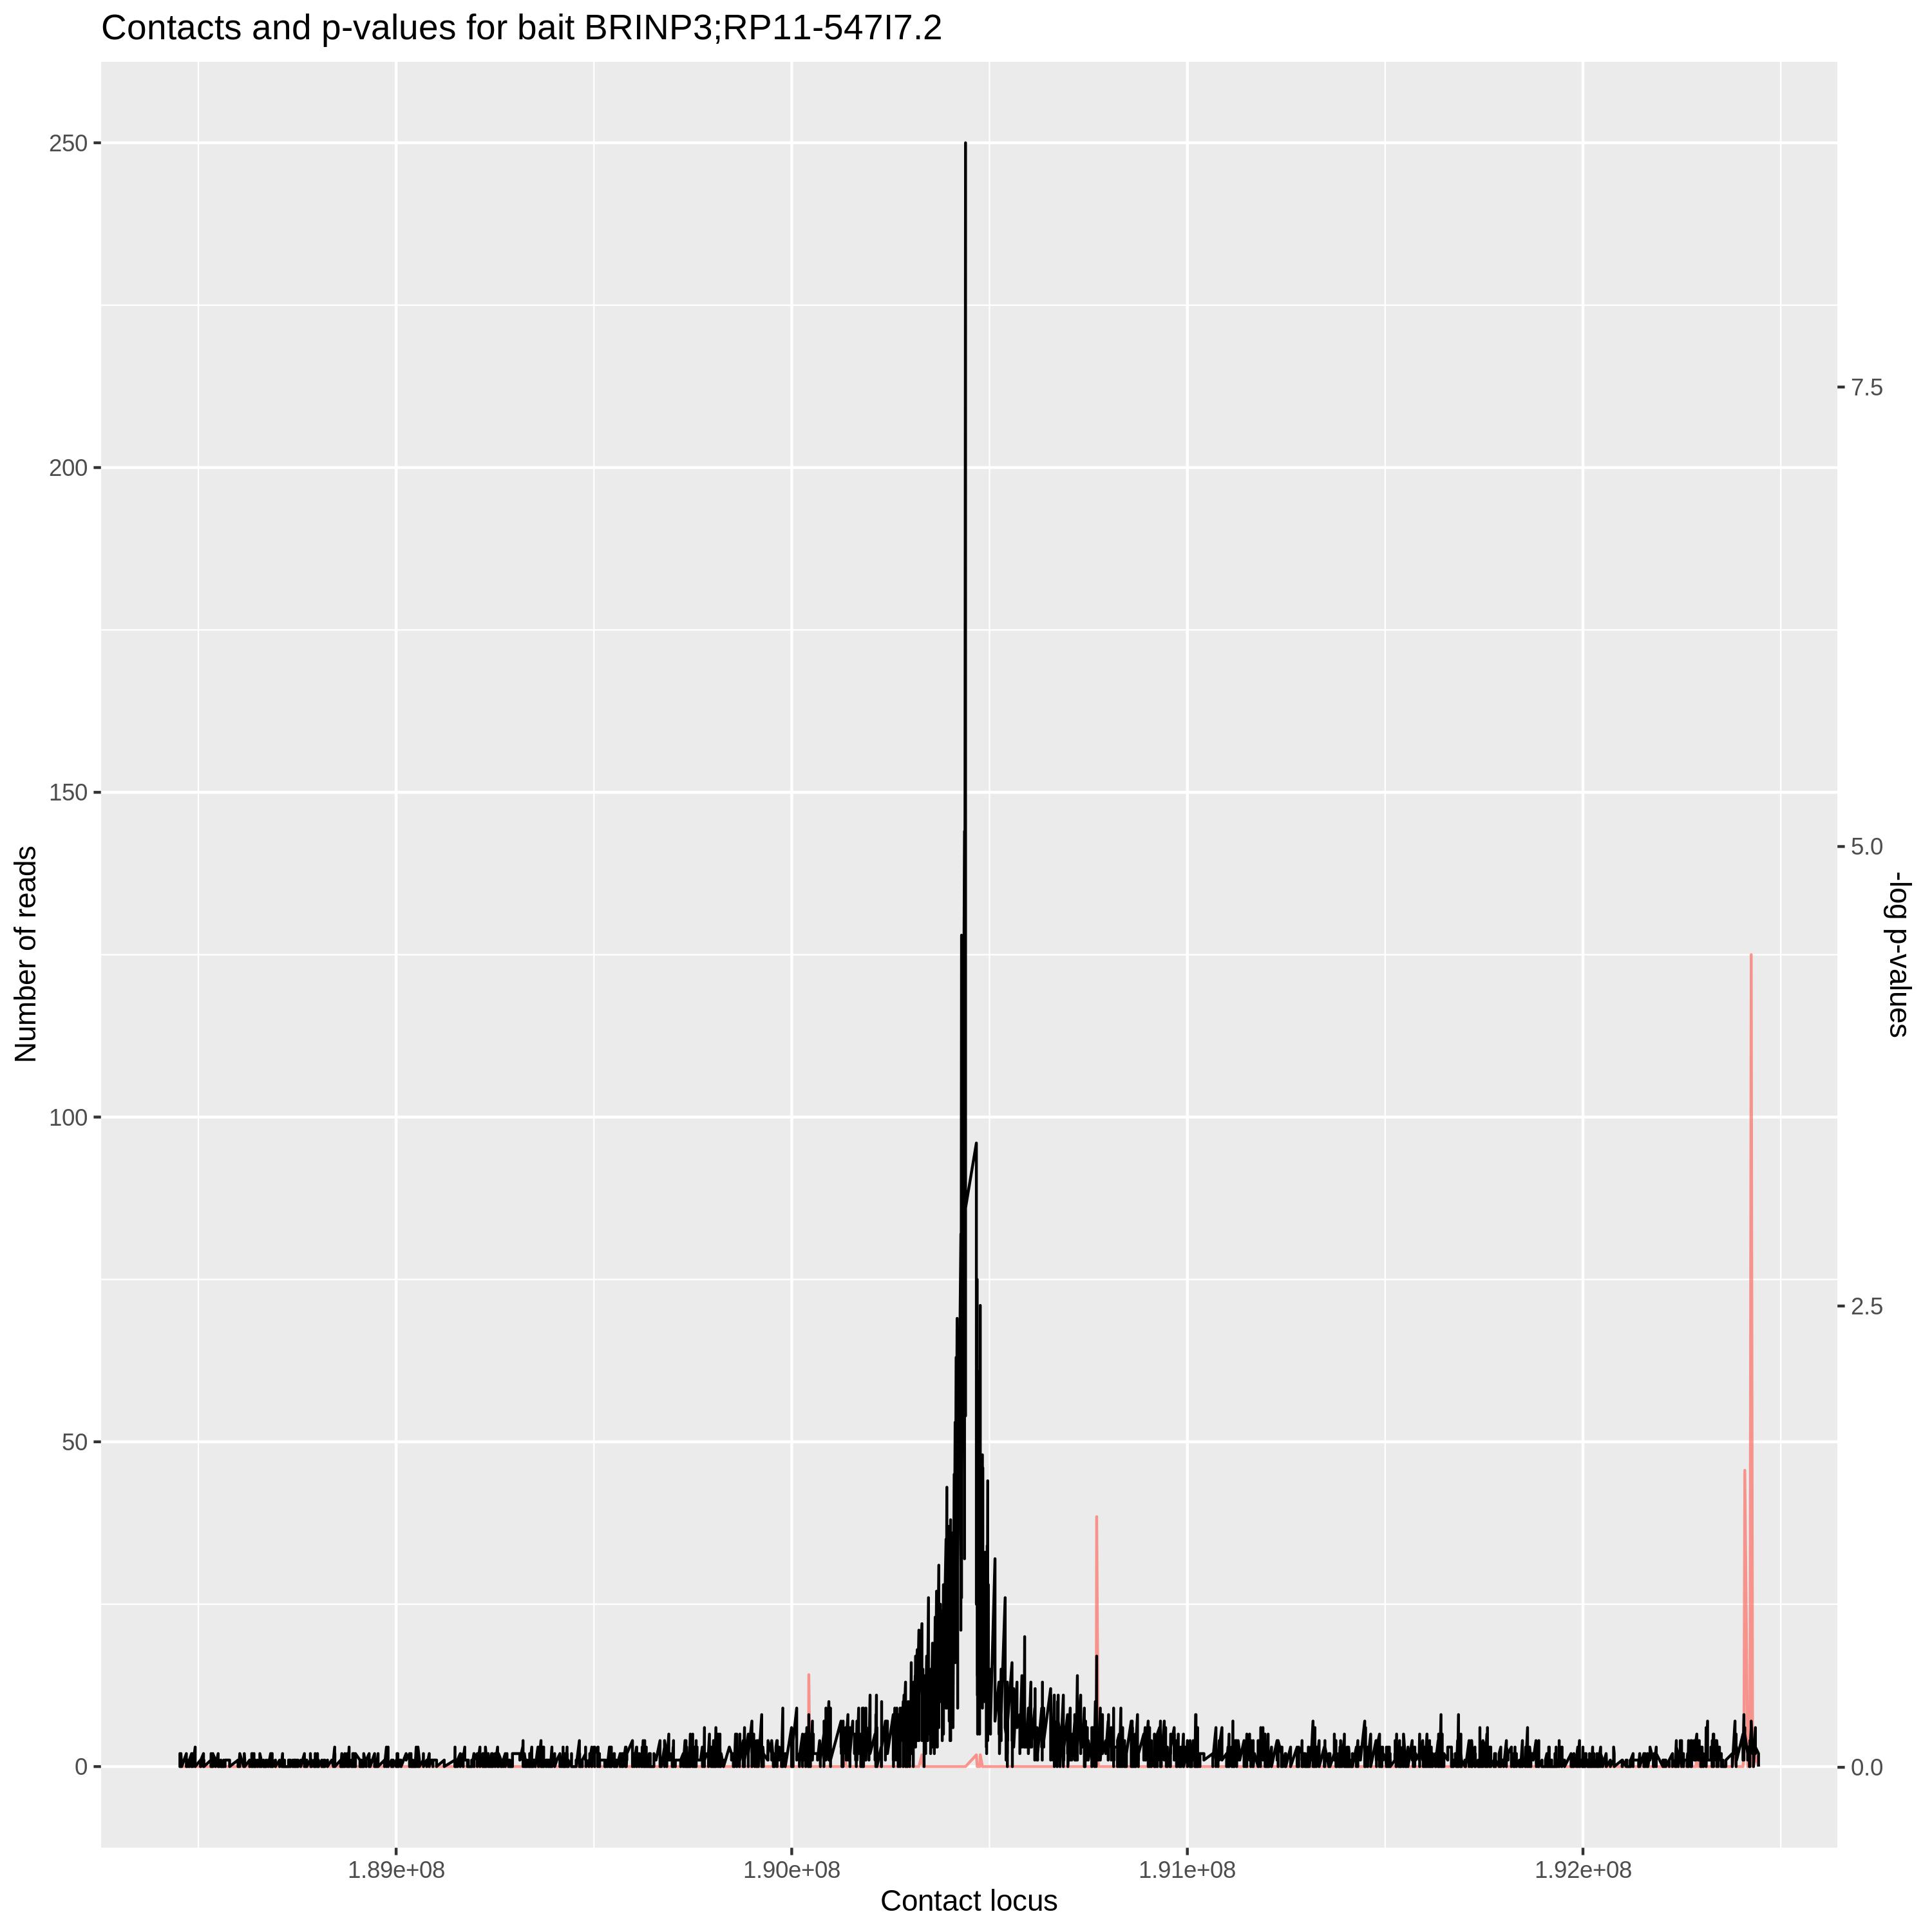 Contacts and p-values for bait BRINP3;RP11-547I7.2
250
200
150
100
50
0
Number of reads
7.5
5.0
2.5
0.0
-log p-values
1.89e+08
1.90e+08
1.91e+08
1.92e+08
Contact locus